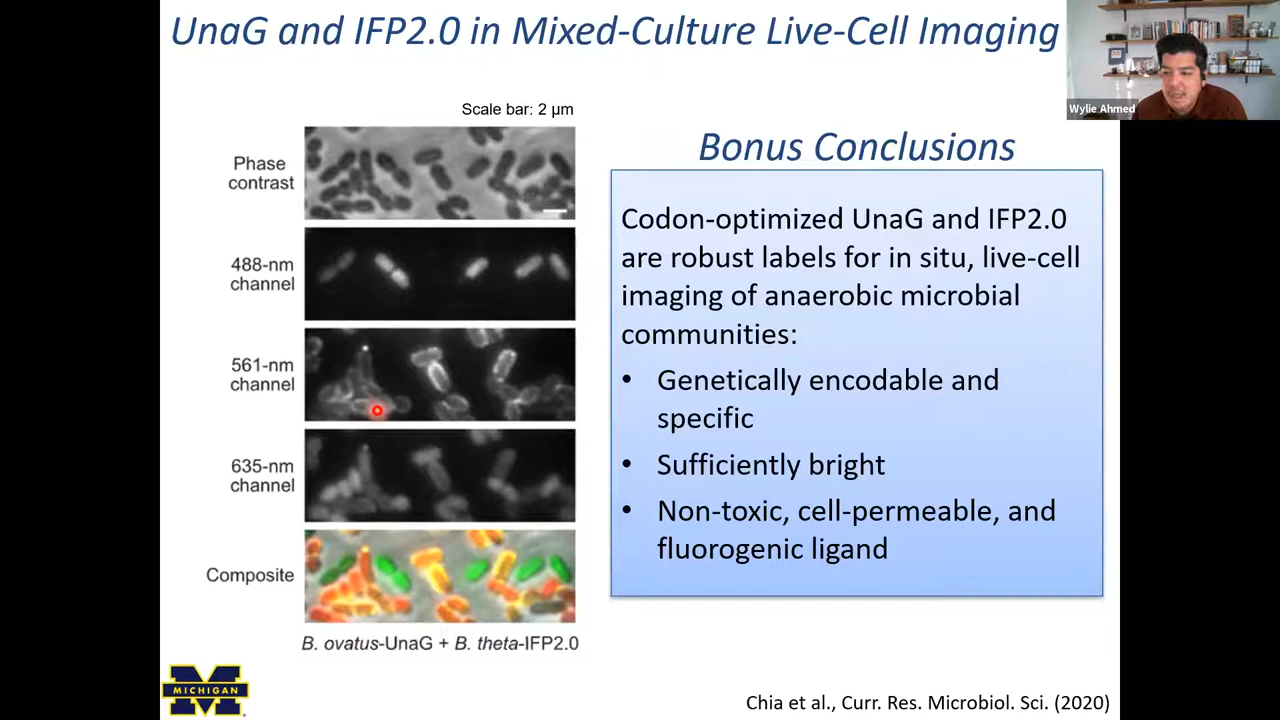 UnaG and IFP2.0 in Mixed-Culture Live-Cell Imaging
Wylie Ahmed
Scale bar: 2 μm
Phase
contrast
488-nm
channel
561-nm
channel
635-nm
channel
Composite
B. ovatus-UnaG + B. theta-IFP2.0
Bonus Conclusions
Codon-optimized UnaG and IFP2.0
are robust labels for in situ, live-cell
imaging of anaerobic microbial
communities:
• Genetically encodable and
specific
• Sufficiently bright
• Non-toxic, cell-permeable, and
fluorogenic ligand
M
MICHIGAN
Chia et al., Curr. Res. Microbiol. Sci. (2020)